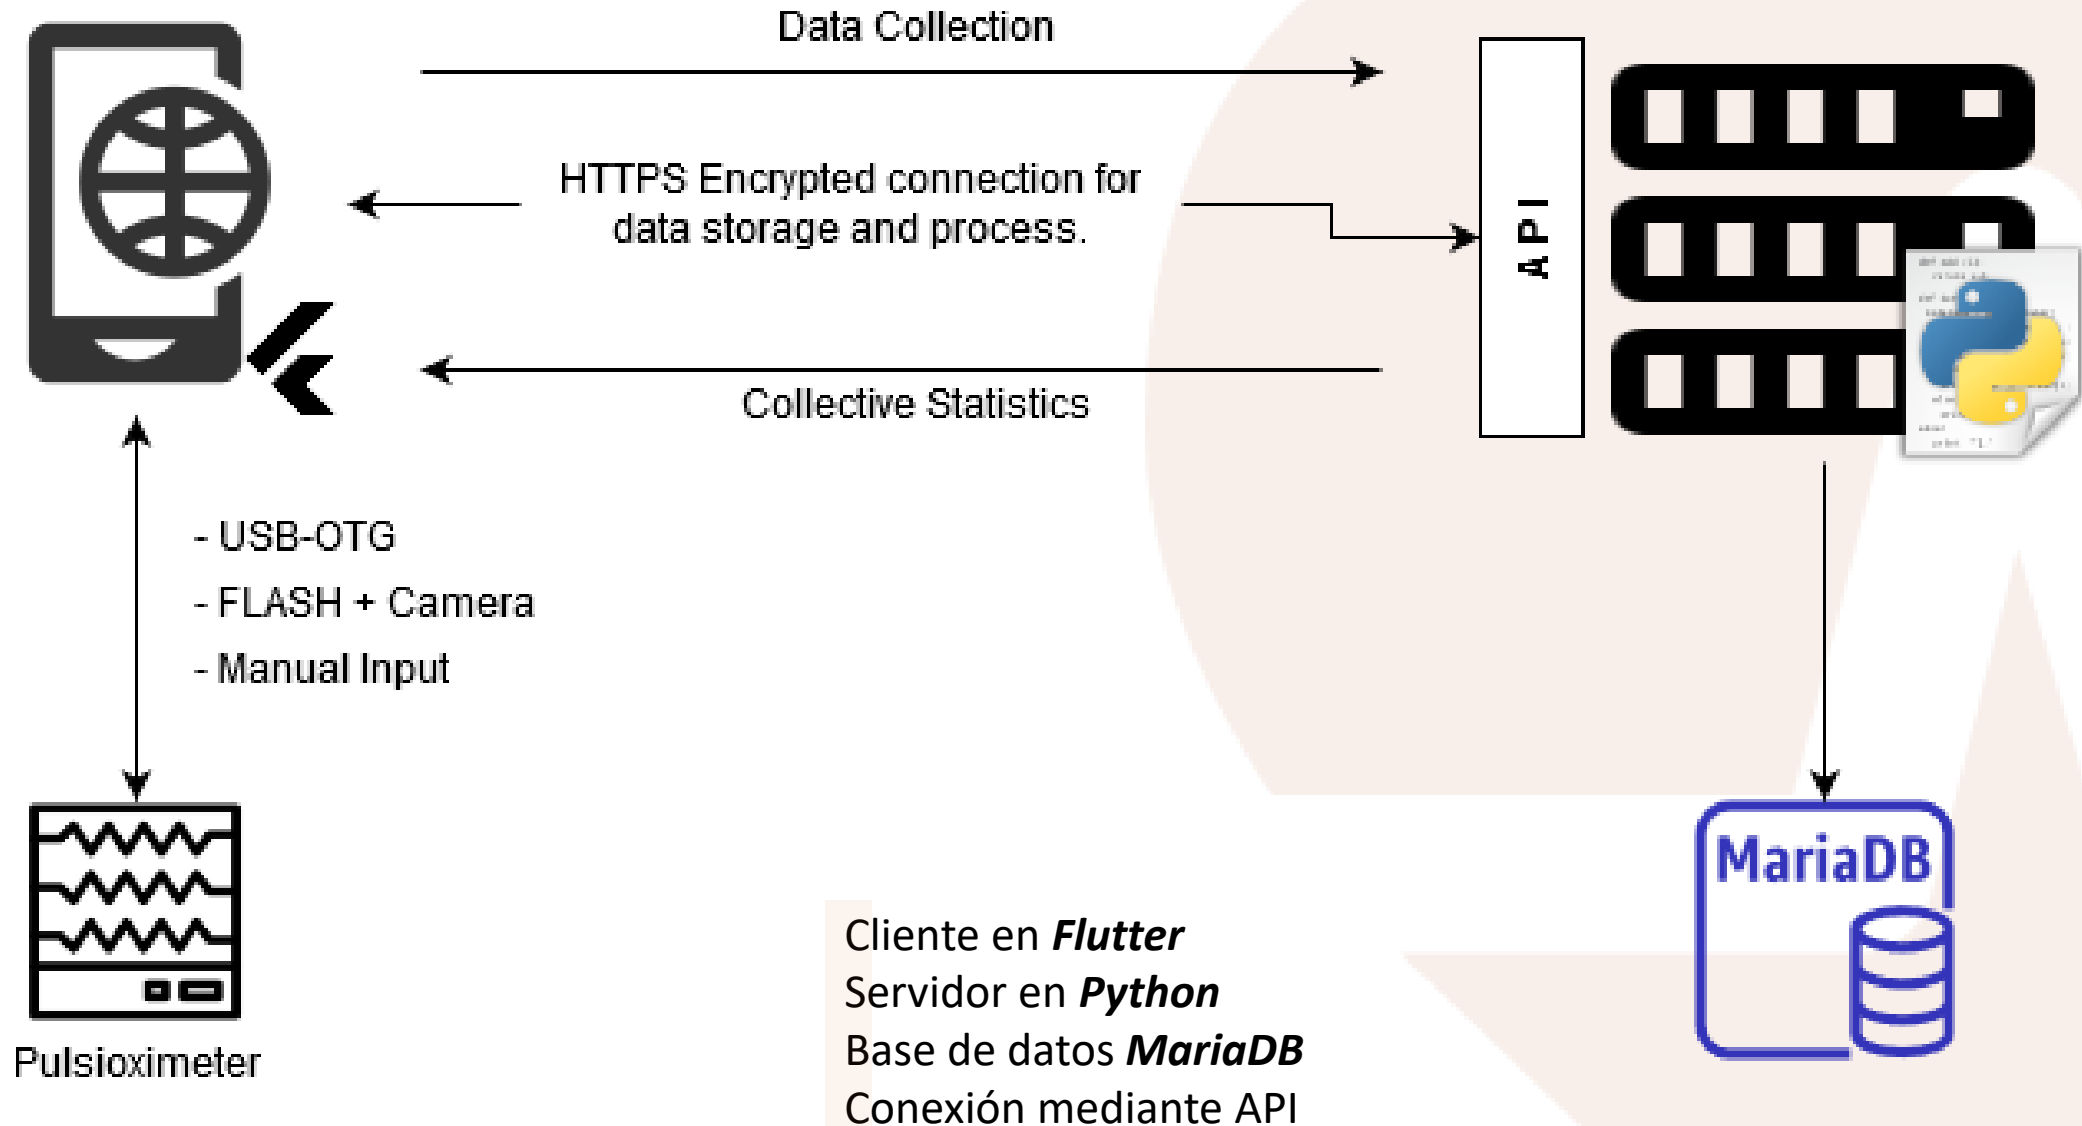 Data Collection
HTTPS Encrypted connection for
data storage and process.
API
Collective Statistics
- USB-OTG
- FLASH + Camera
- Manual Input
MariaDB
Pulsioximeter
Cliente en Flutter
Servidor en Python
Base de datos MariaDB
Conexión mediante API